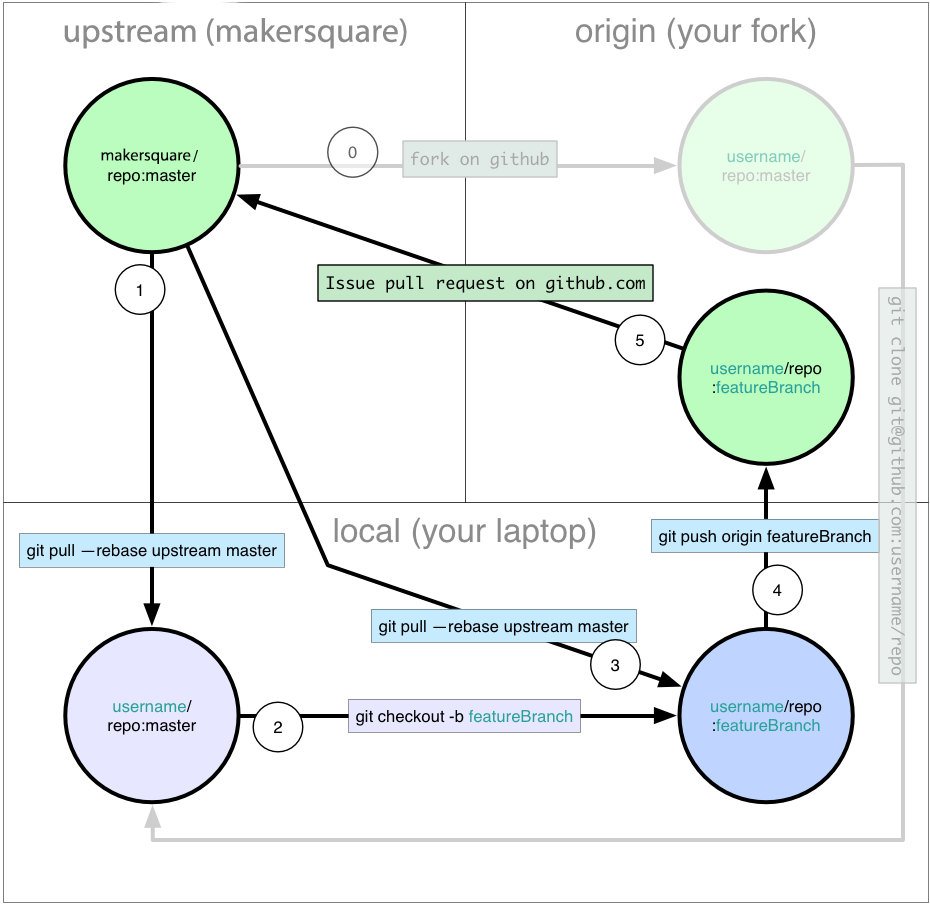 upstream (makersquare)
origin (your fork)
makersquare/
repo:master
0
fork on github
username/
repo:master
1
Issue pull request on github.com
5
username/repo
:featureBranch
git clone git@github.com:username/repo
local (your laptop)
git pull —rebase upstream master
git push origin featureBranch
4
git pull —rebase upstream master
3
username/
repo:master
2
git checkout -b featureBranch
username/repo
:featureBranch